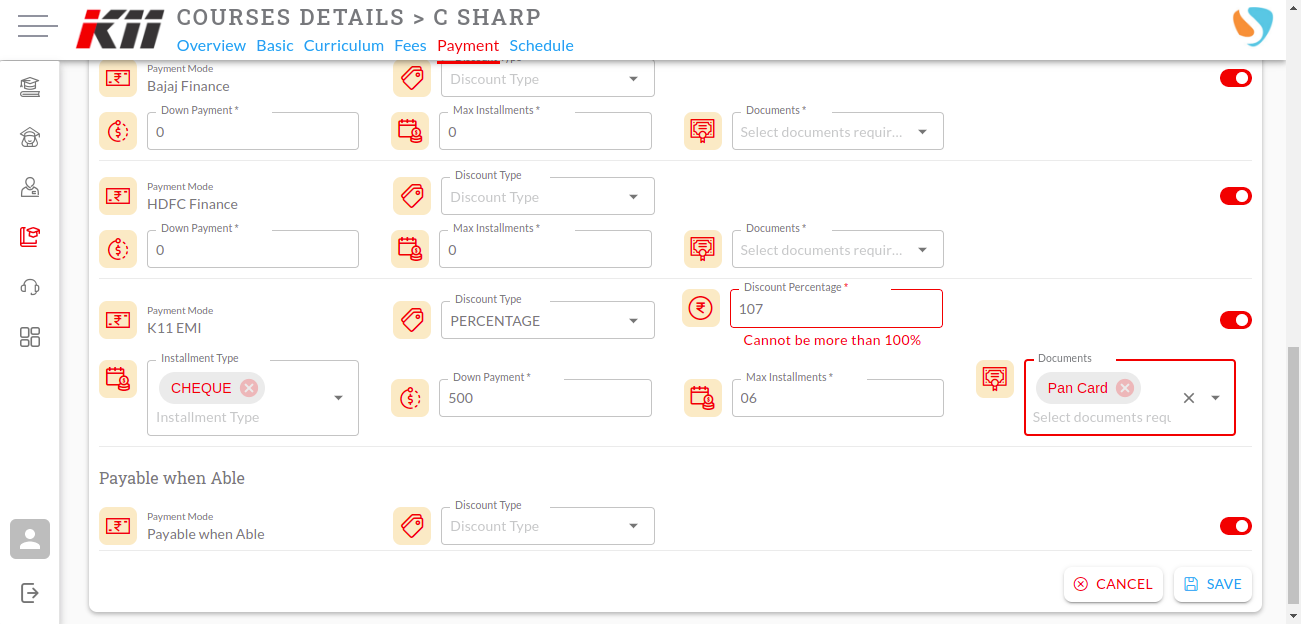 K11
COURSES DETAILS > C SHARP
Overview Basic Curriculum Fees Payment Schedule
Payment Mode
Bajaj Finance
Discount Type
Discount Type
Down Payment *
0
Max Installments *
0
Documents *
Select documents requir...
Payment Mode
HDFC Finance
Discount Type
Discount Type
Down Payment *
0
Max Installments *
0
Documents *
Select documents requir...
Payment Mode
K11 EMI
Discount Type
PERCENTAGE
Discount Percentage *
107
Cannot be more than 100%
Installment Type
CHEQUE
Installment Type
Down Payment *
500
Max Installments *
06
Documents
Pan Card
Select documents requ
Payable when Able
Payment Mode
Payable when Able
Discount Type
Discount Type
CANCEL
SAVE